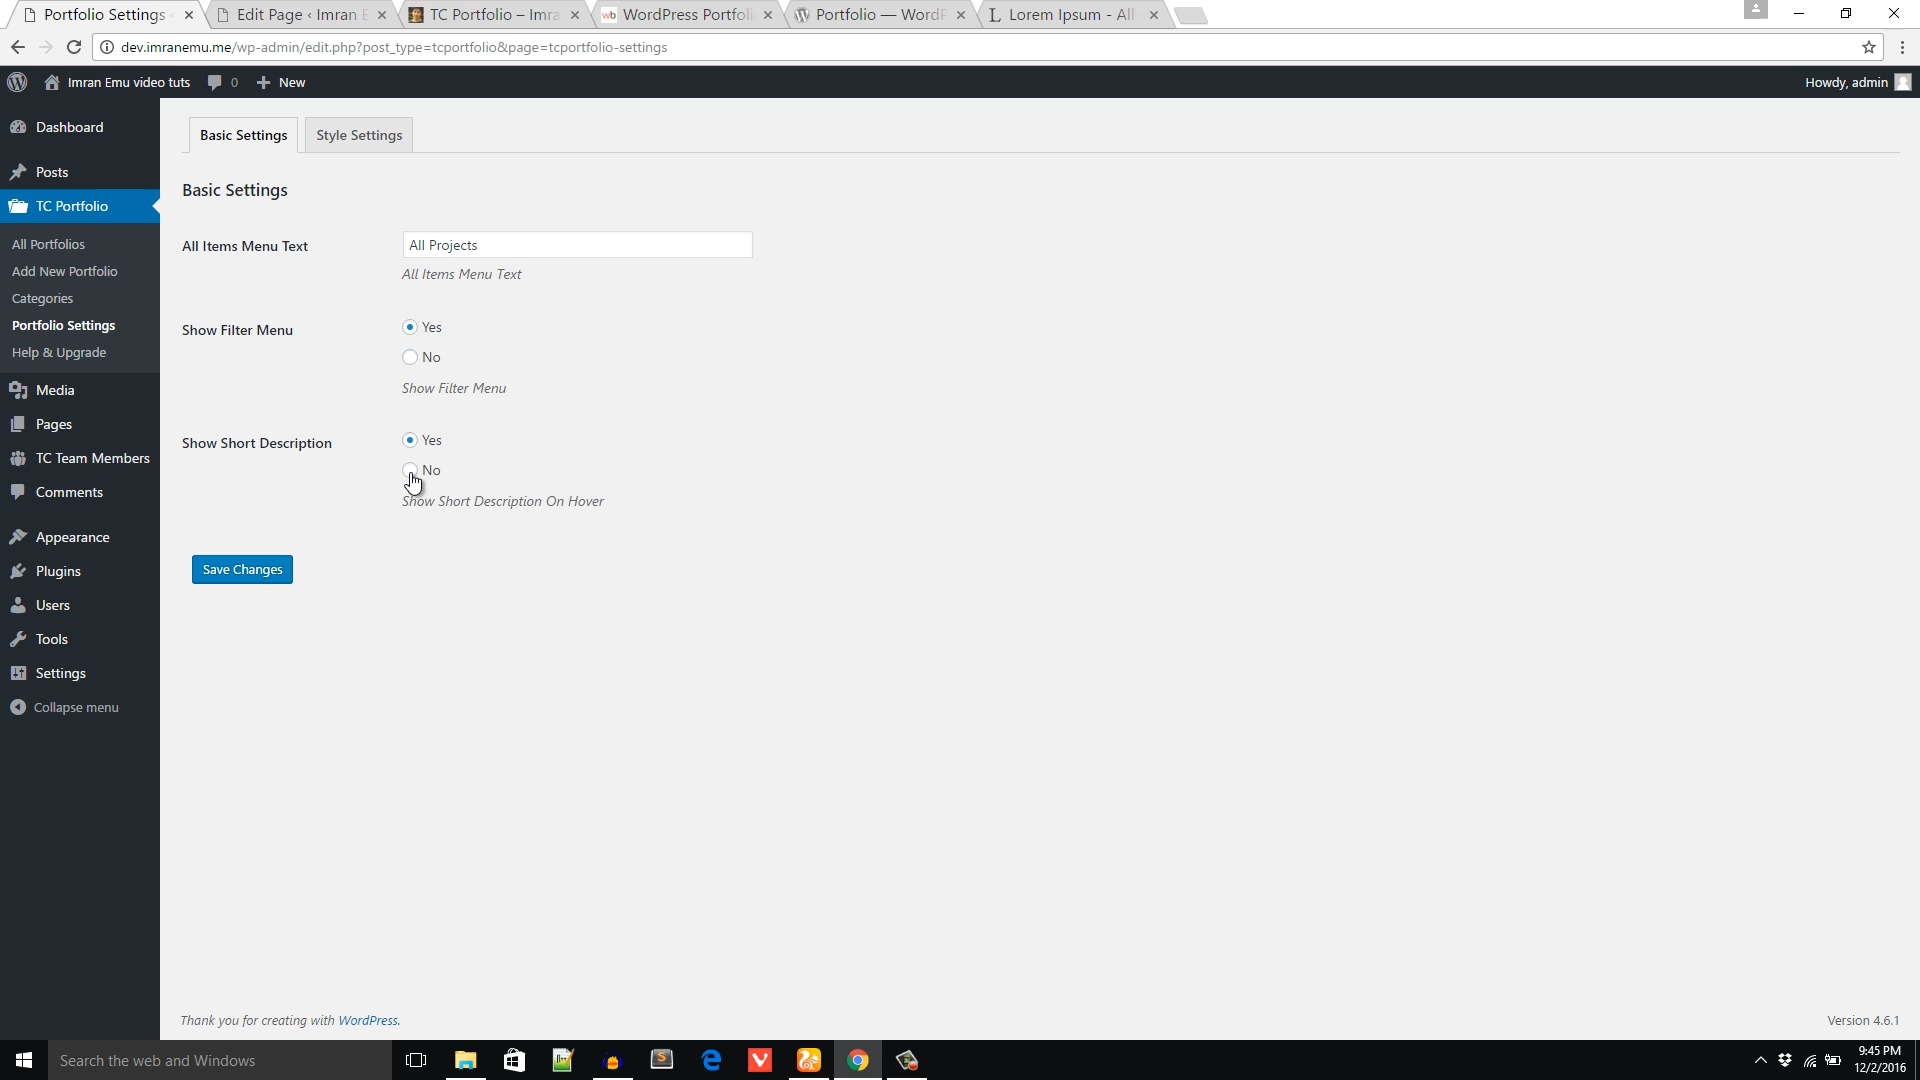 Portfolio Settings
Edit Page ‹ Imran E
TC Portfolio – Imra
wb WordPress Portfoli
Portfolio — WordP
L Lorem Ipsum - All
dev.imranemu.me/wp-admin/edit.php?post_type=tcportfolio&page=tcportfolio-settings
Imran Emu video tuts 0 New
Howdy, admin
Dashboard
Posts
TC Portfolio
All Portfolios
Add New Portfolio
Categories
Portfolio Settings
Help & Upgrade
Media
Pages
TC Team Members
Comments
Appearance
Plugins
Users
Tools
Settings
Collapse menu
Basic Settings Style Settings
Basic Settings
All Items Menu Text All Projects
All Items Menu Text
Show Filter Menu Yes
No
Show Filter Menu
Show Short Description Yes
No
Show Short Description On Hover
Save Changes
Thank you for creating with WordPress.
Version 4.6.1
Search the web and Windows
9:45 PM
12/2/2016